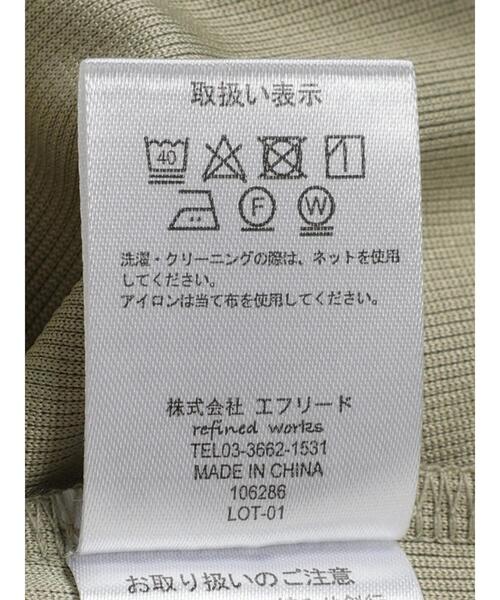 取扱い表示
40
F W
洗濯・クリーニングの際は、ネットを使用
してください。
アイロンは当て布を使用してください。
株式会社 エフリード
refined works
TEL03-3662-1531
MADE IN CHINA
106286
LOT-01
お取り扱いのご注意